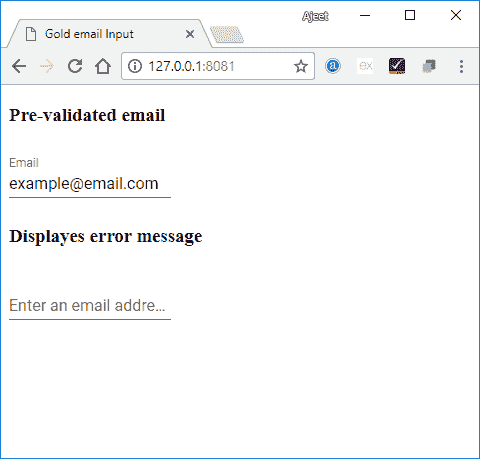 Ajeet
Gold email Input
127.0.0.1:8081
a
ex
Pre-validated email
Email
example@email.com
Displayes error message
Enter an email addre...